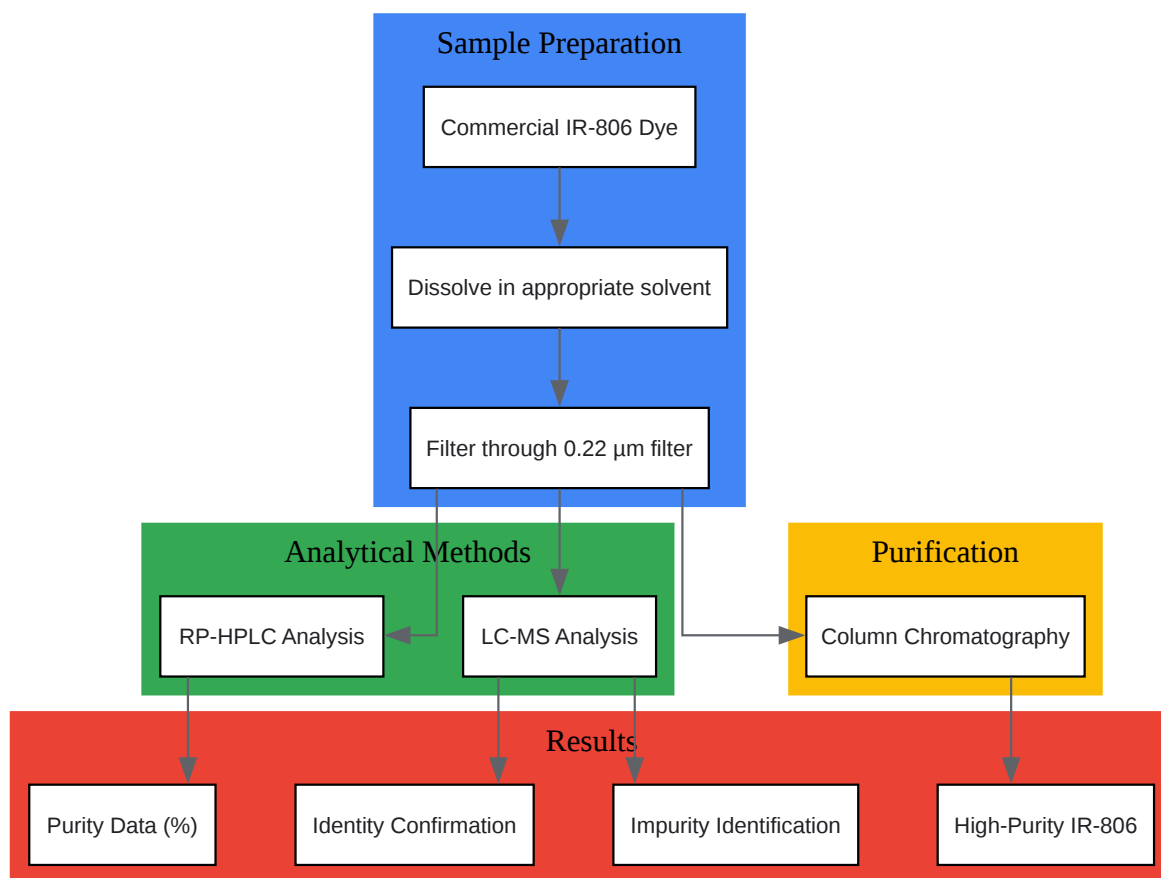 Sample Preparation
Commercial IR-806 Dye
Dissolve in appropriate solvent
Filter through 0.22 µm filter
Analytical Methods
Purification
RP-HPLC Analysis
LC-MS Analysis
Column Chromatography
Results
Purity Data (%)
Identity Confirmation
Impurity Identification
High-Purity IR-806